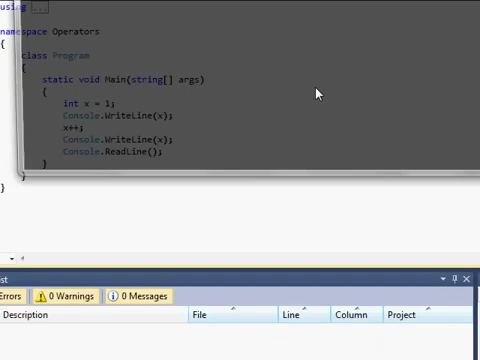 using ...
namespace Operators
{
class Program
{
static void Main(string[] args)
{
int x = 1;
Console.WriteLine(x);
x++;
Console.WriteLine(x);
Console.ReadLine();
}
}
}
st
Errors 0 Warnings 0 Messages
Description File Line Column Project